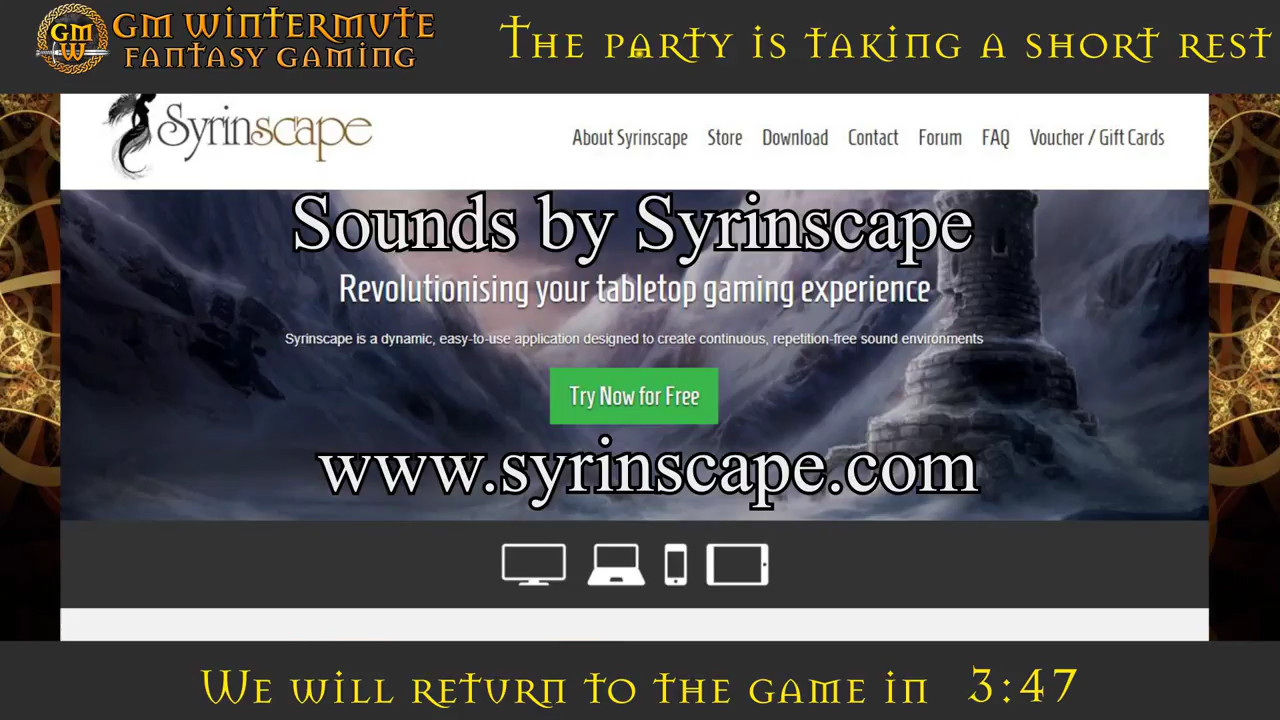 GM WINTERMUTE
FANTASY GAMING
GM
W
THE PARTY IS TAKING A SHORT REST
Syrinscape
About Syrinscape Store Download Contact Forum FAQ Voucher / Gift Cards
Sounds by Syrinscape
Revolutionising your tabletop gaming experience
Syrinscape is a dynamic, easy-to-use application designed to create continuous, repetition-free sound environments
Try Now for Free
www.syrinscape.com
WE WILL RETURN TO THE GAME IN 3:47